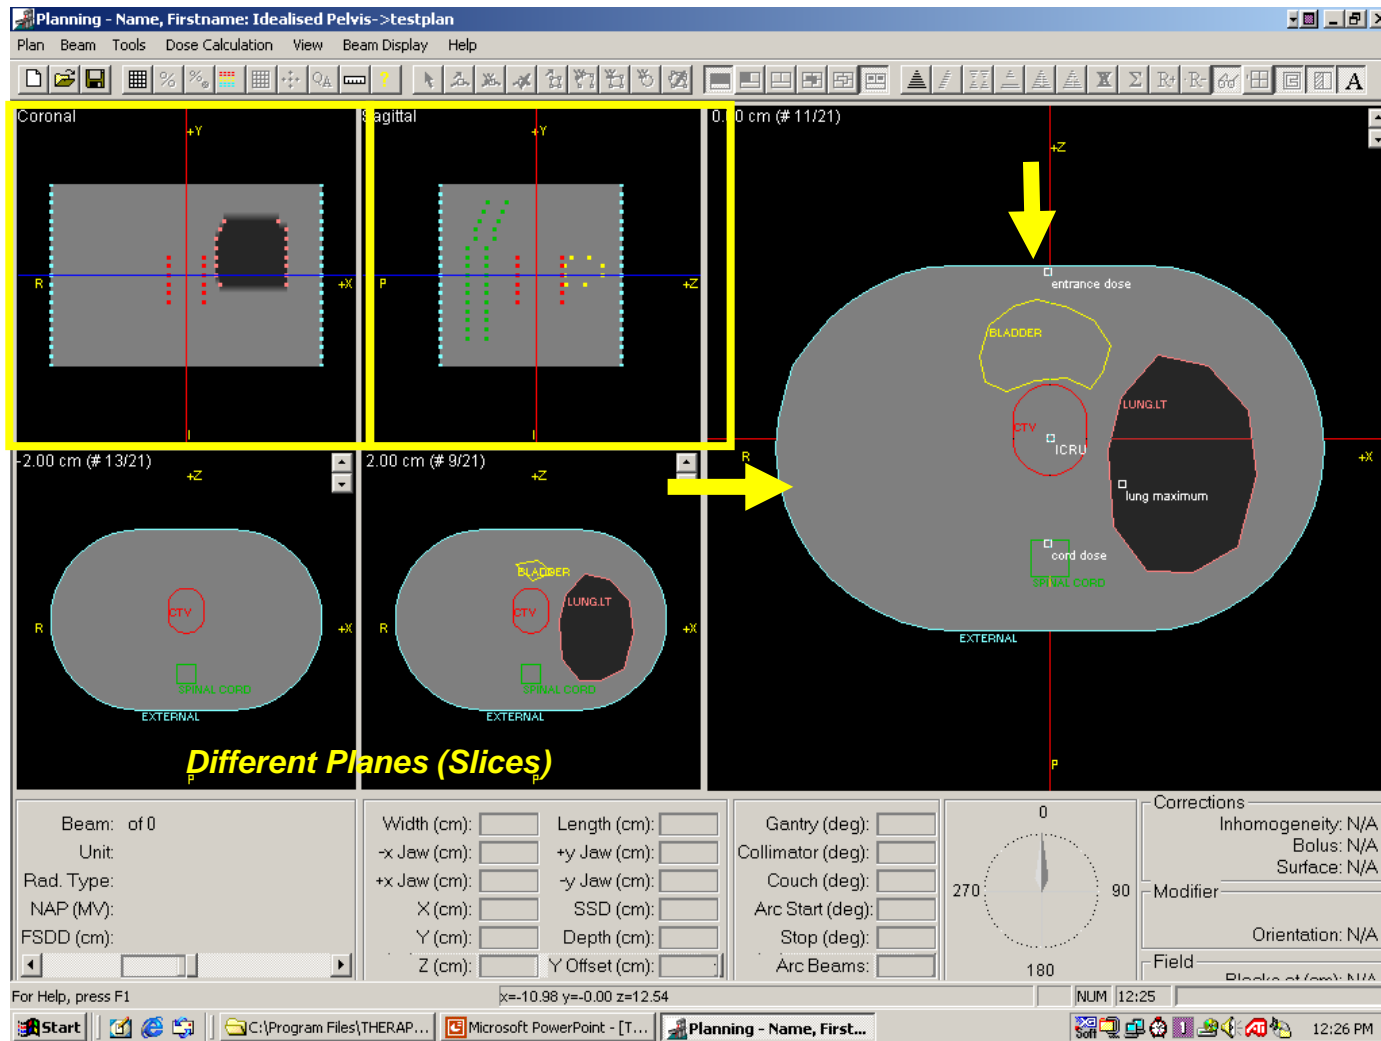 Planning - Name, Firstname: Idealised Pelvis->testplan
Plan Beam Tools Dose Calculation View Beam Display Help
% % QA ? Σ R+ R- A
Coronal
+Y
R
+X
I
Sagittal
+Y
P
+Z
I
0.00 cm (# 11/21)
+Z
entrance dose
BLADDER
LUNG.LT
CTV
ICRU
R
+X
lung maximum
cord dose
SPINAL CORD
EXTERNAL
P
-2.00 cm (# 13/21)
+Z
CTV
R
+X
SPINAL CORD
EXTERNAL
P
2.00 cm (# 9/21)
+Z
BLADDER
LUNG.LT
CTV
R
+X
SPINAL CORD
EXTERNAL
P
Different Planes (Slices)
Beam: of 0
Unit:
Rad. Type:
NAP (MV):
FSDD (cm):
Width (cm): Length (cm):
-x Jaw (cm): +y Jaw (cm):
+x Jaw (cm): -y Jaw (cm):
X (cm): SSD (cm):
Y (cm): Depth (cm):
Z (cm): Y Offset (cm):
Gantry (deg):
Collimator (deg):
Couch (deg):
Arc Start (deg):
Stop (deg):
Arc Beams:
0
270 90
180
Corrections
Inhomogeneity: N/A
Bolus: N/A
Surface: N/A
Modifier
Orientation: N/A
Field
For Help, press F1
x=-10.98 y=-0.00 z=12.54
NUM 12:25
Start C:\Program Files\THERAP... Microsoft PowerPoint - [T... Planning - Name, First... 12:26 PM